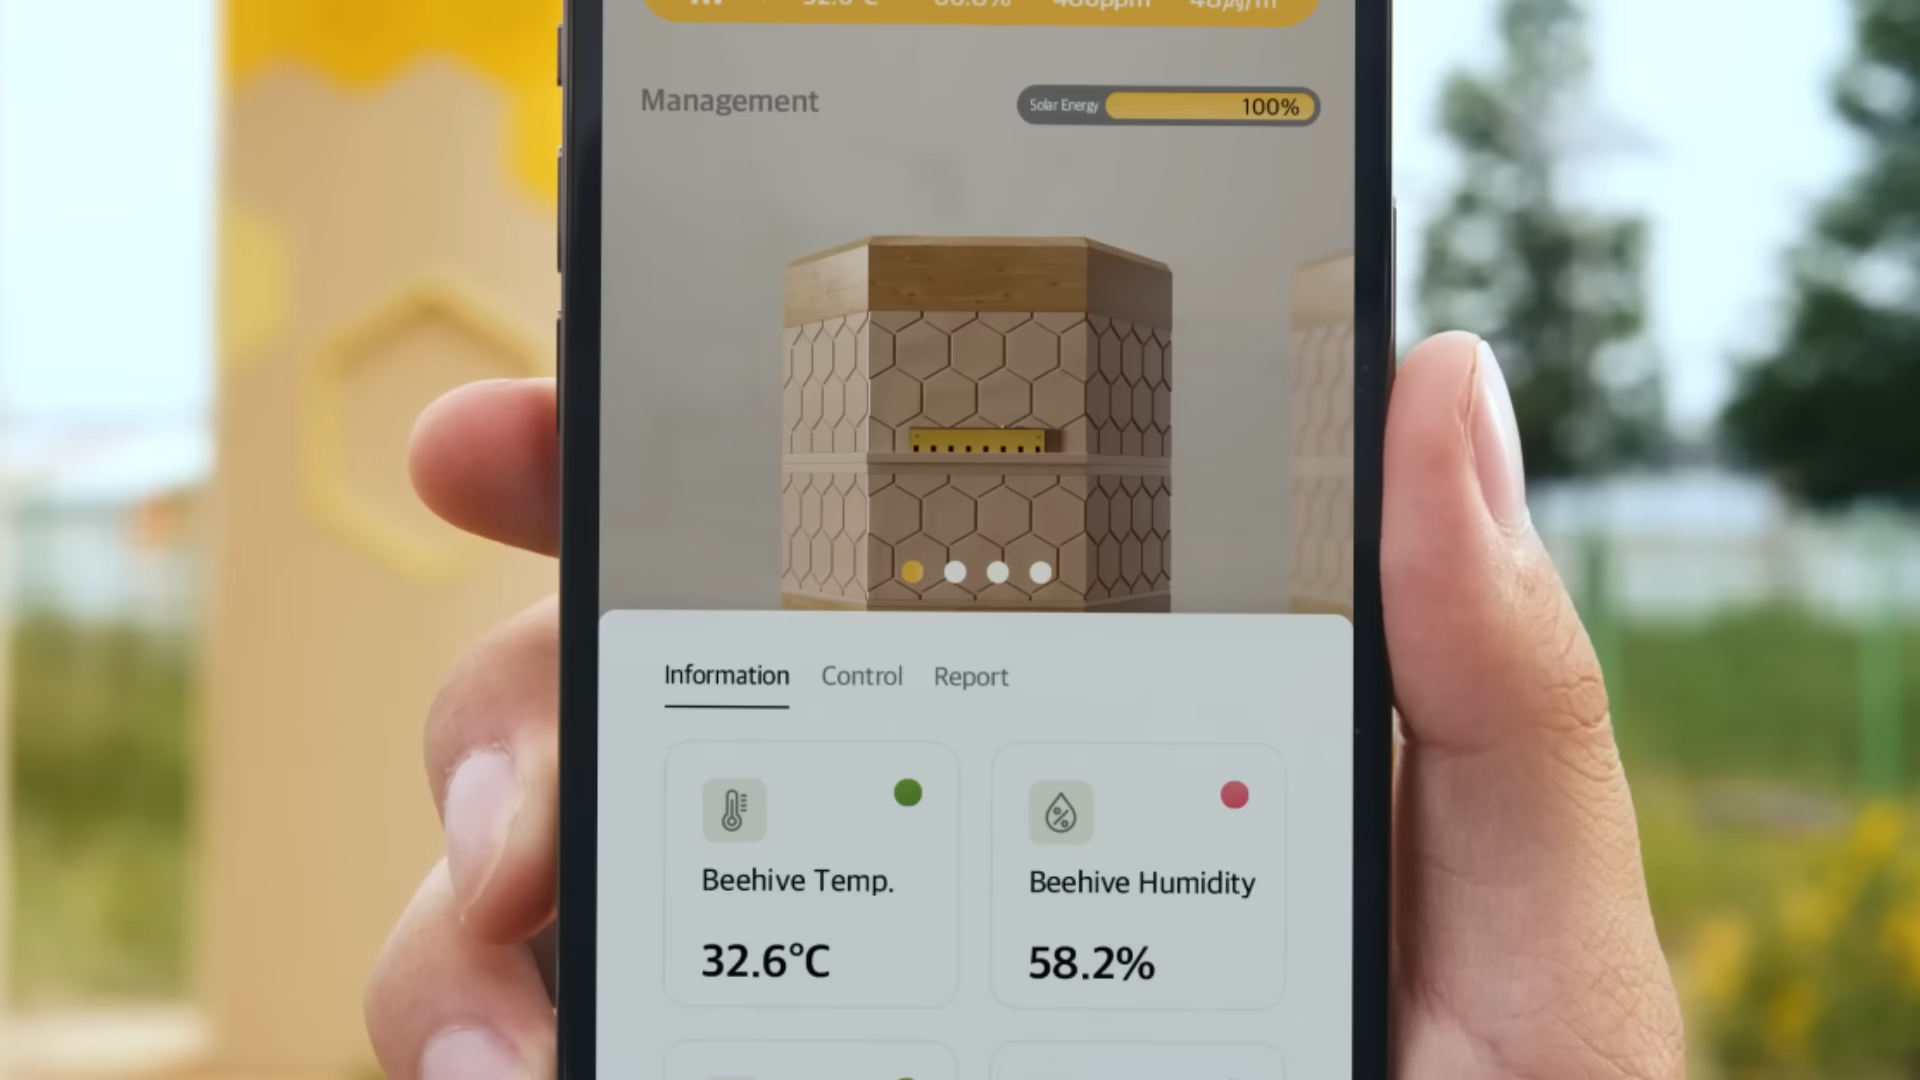 Management
Solar Energy 100%
Information Control Report
Beehive Temp.
Beehive Humidity
32.6°C
58.2%